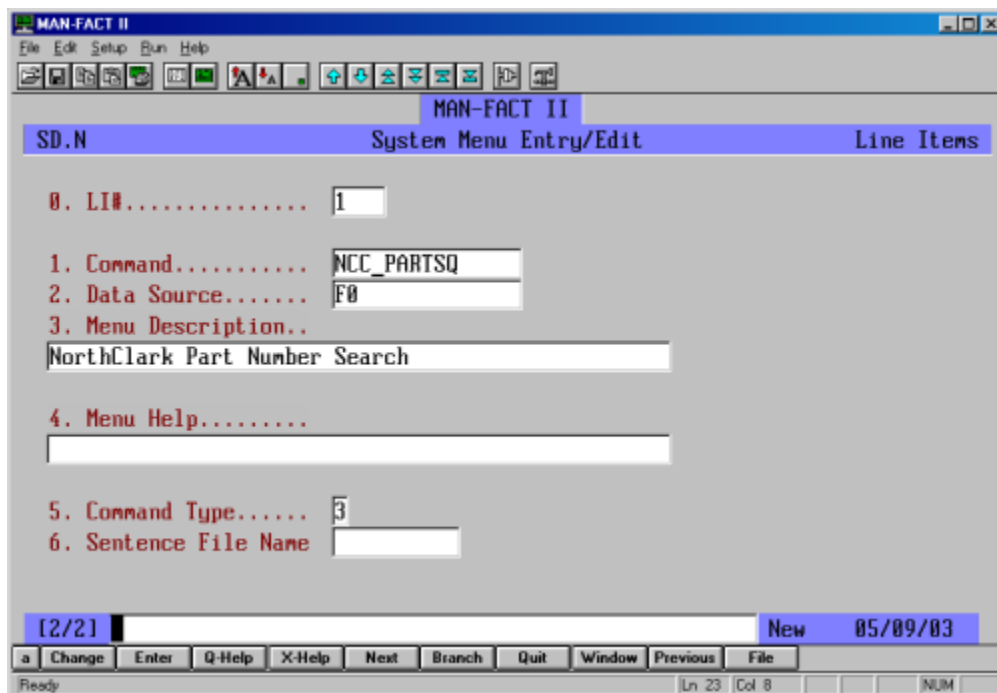 MAN-FACT II
File Edit Setup Run Help
MAN-FACT II
SD.N System Menu Entry/Edit Line Items
0. LI#............... 1
1. Command........... NCC_PARTSQ
2. Data Source....... F0
3. Menu Description..
NorthClark Part Number Search
4. Menu Help.........
5. Command Type...... 3
6. Sentence File Name
[2/2] New 05/09/03
a Change Enter Q-Help X-Help Next Branch Quit Window Previous File
Ready Ln 23 Col 8 NUM